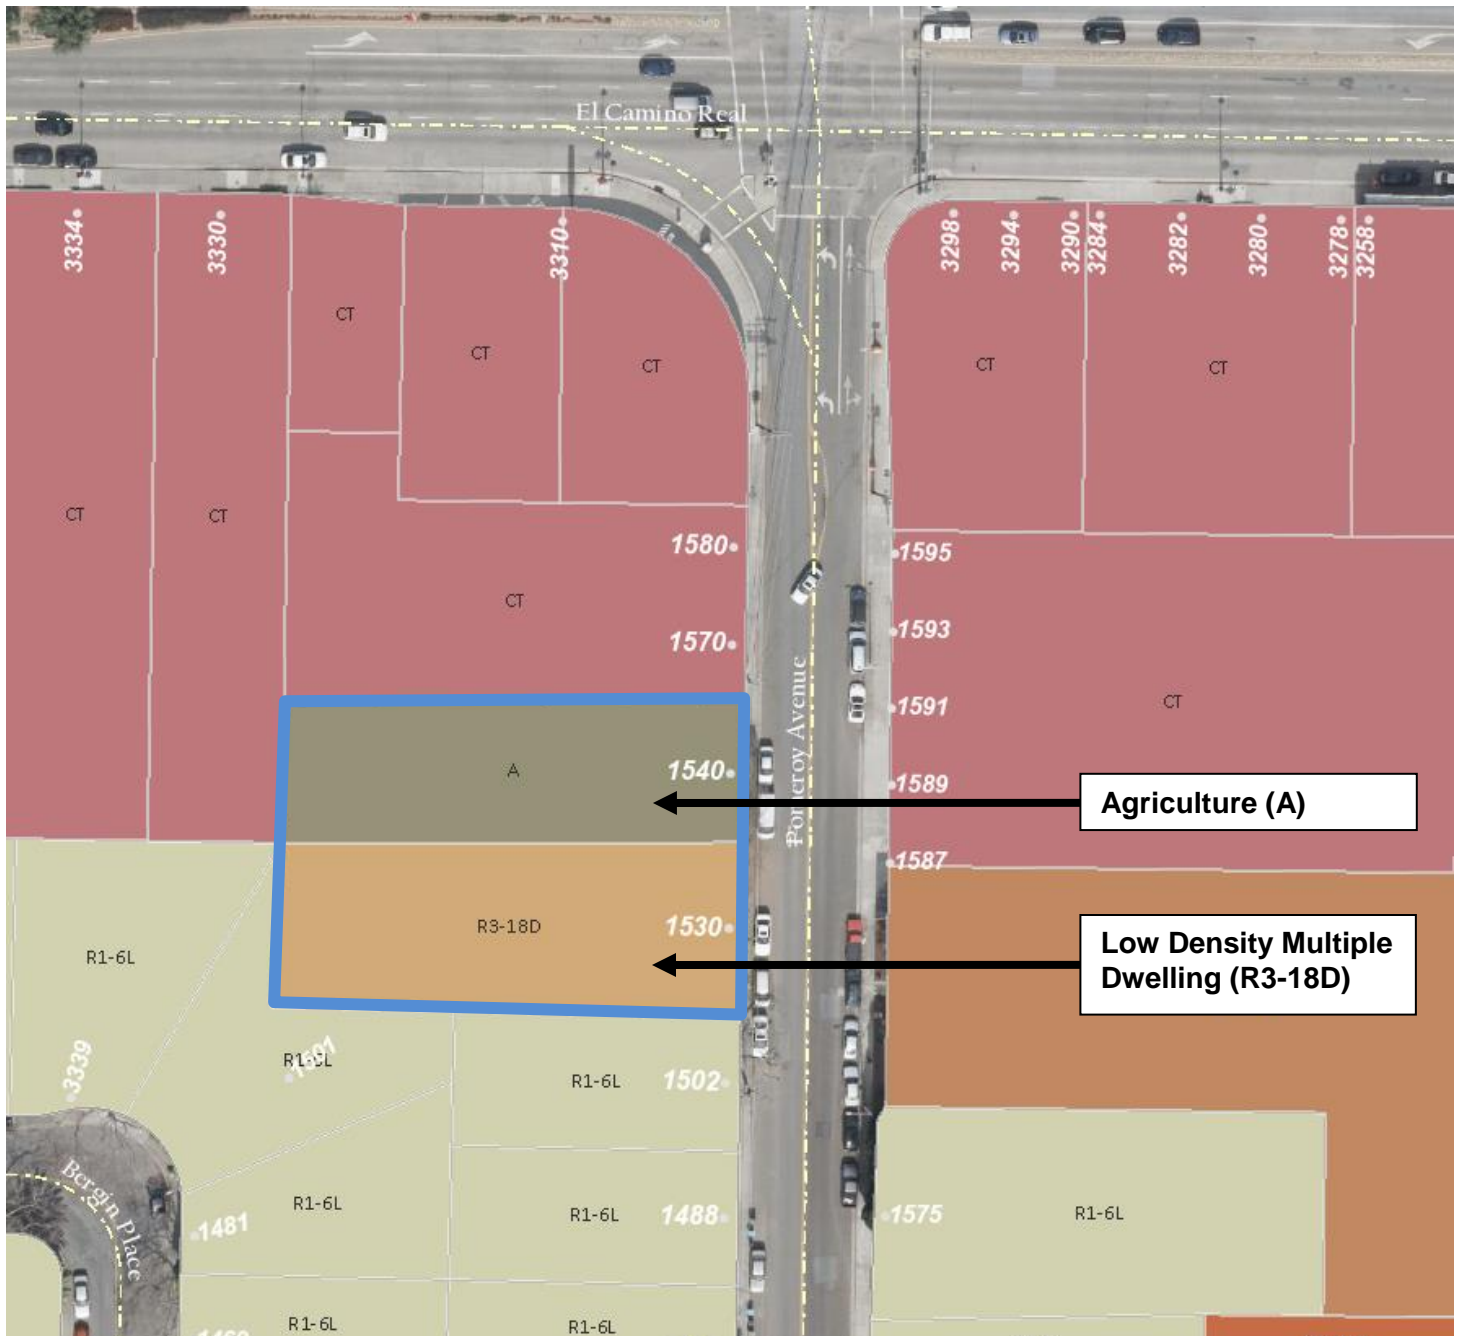 El Camino Real
3334
3330
3310
3298
3294
3290
3284
3282
3280
3278
3258
CT
CT
CT
CT
CT
CT
CT
1580
1595
CT
1593
1570
CT
1591
Pomeroy Avenue
A
1540
1589
Agriculture (A)
1587
R3-18D
1530
Low Density Multiple
Dwelling (R3-18D)
R1-6L
3339
R1-6L
1501
R1-6L
1502
Bergin Place
1481
R1-6L
R1-6L
1488
1575
R1-6L
R1-6L
R1-6L